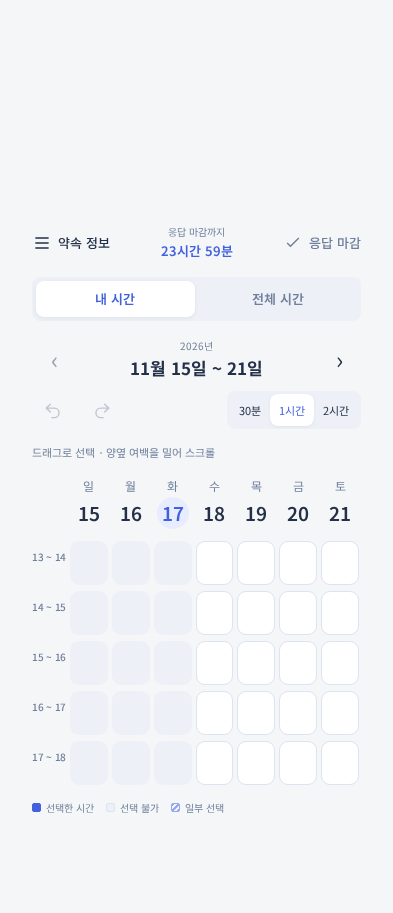 약속 정보
응답 마감까지
23시간 59분
응답 마감
내 시간
전체 시간
2026년
11월 15일 ~ 21일
30분
1시간
2시간
드래그로 선택 · 양옆 여백을 밀어 스크롤
일 월 화 수 목 금 토
15 16 17 18 19 20 21
13 ~ 14
14 ~ 15
15 ~ 16
16 ~ 17
17 ~ 18
선택한 시간
선택 불가
일부 선택